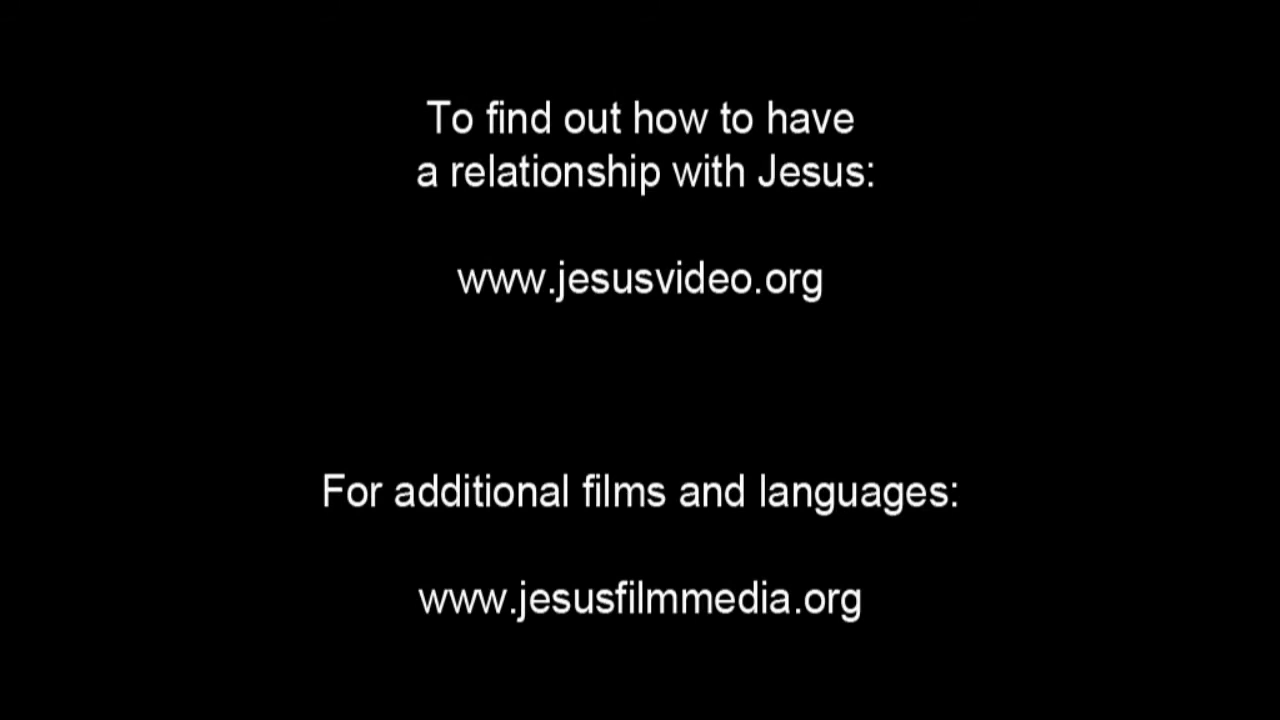 To find out how to have
a relationship with Jesus:
www.jesusvideo.org
For additional films and languages:
www.jesusfilmmedia.org